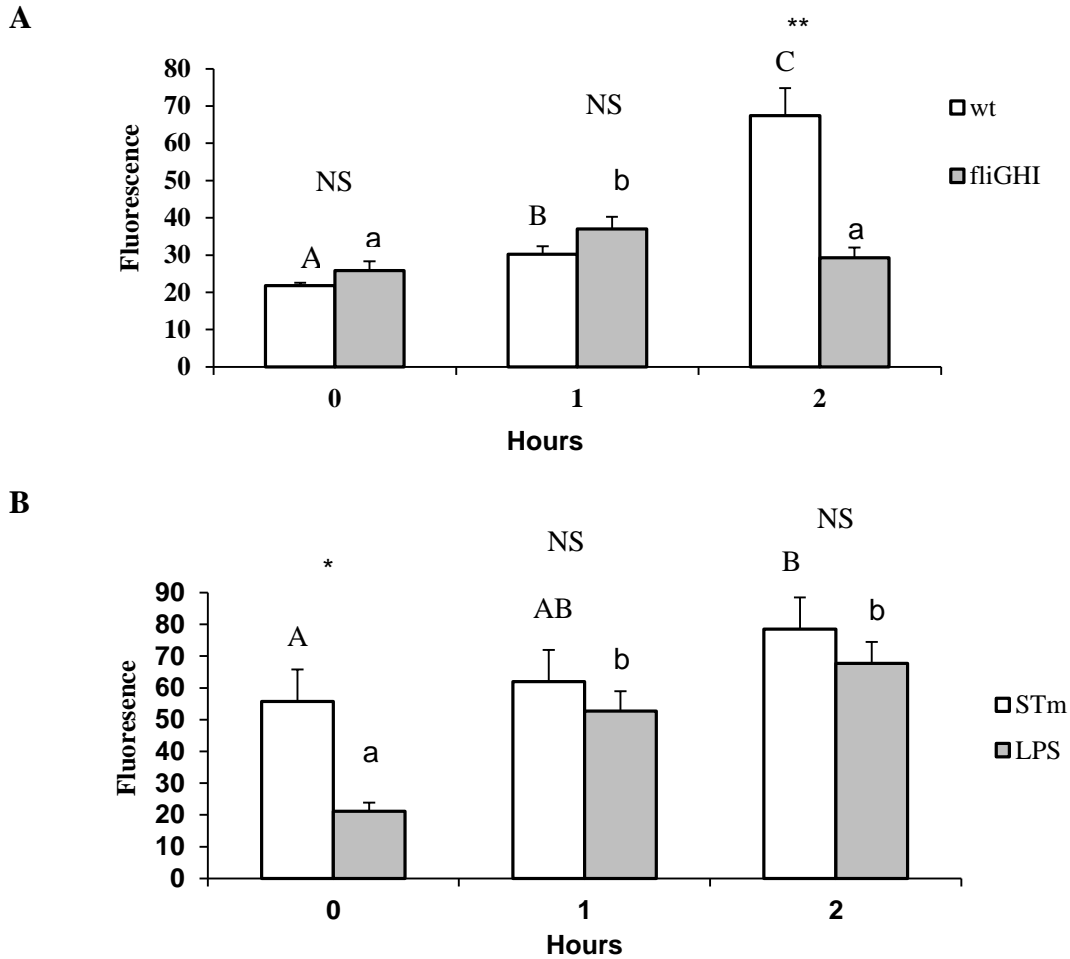 A
**
C
80
70
60
50
40
30
20
10
0
Fluorescence
NS
NS
A
a
B
b
a
wt
fliGHI
0 1 2
Hours
B
*
NS
NS
90
80
70
60
50
40
30
20
10
0
Fluoresence
A
a
AB
b
B
b
STm
LPS
0 1 2
Hours